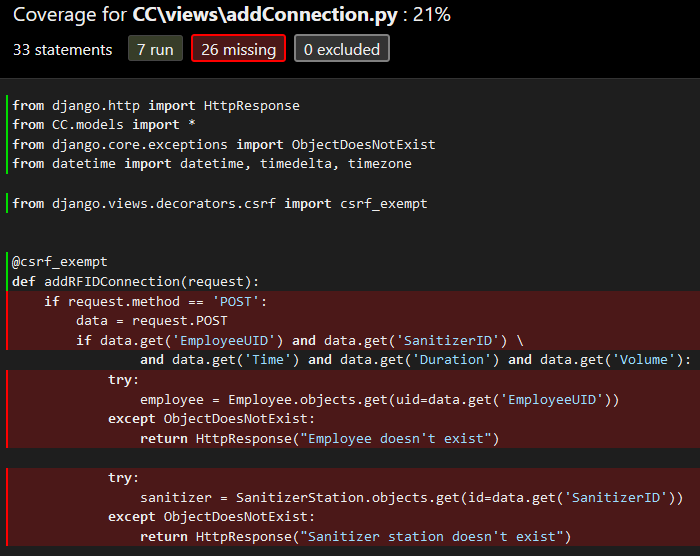 Coverage for CC\views\addConnection.py : 21%
33 statements 7 run 26 missing 0 excluded
from django.http import HttpResponse
from CC.models import *
from django.core.exceptions import ObjectDoesNotExist
from datetime import datetime, timedelta, timezone
from django.views.decorators.csrf import csrf_exempt
@csrf_exempt
def addRFIDConnection(request):
    if request.method == 'POST':
        data = request.POST
        if data.get('EmployeeUID') and data.get('SanitizerID') \
                and data.get('Time') and data.get('Duration') and data.get('Volume'):
            try:
                employee = Employee.objects.get(uid=data.get('EmployeeUID'))
            except ObjectDoesNotExist:
                return HttpResponse("Employee doesn't exist")
            try:
                sanitizer = SanitizerStation.objects.get(id=data.get('SanitizerID'))
            except ObjectDoesNotExist:
                return HttpResponse("Sanitizer station doesn't exist")